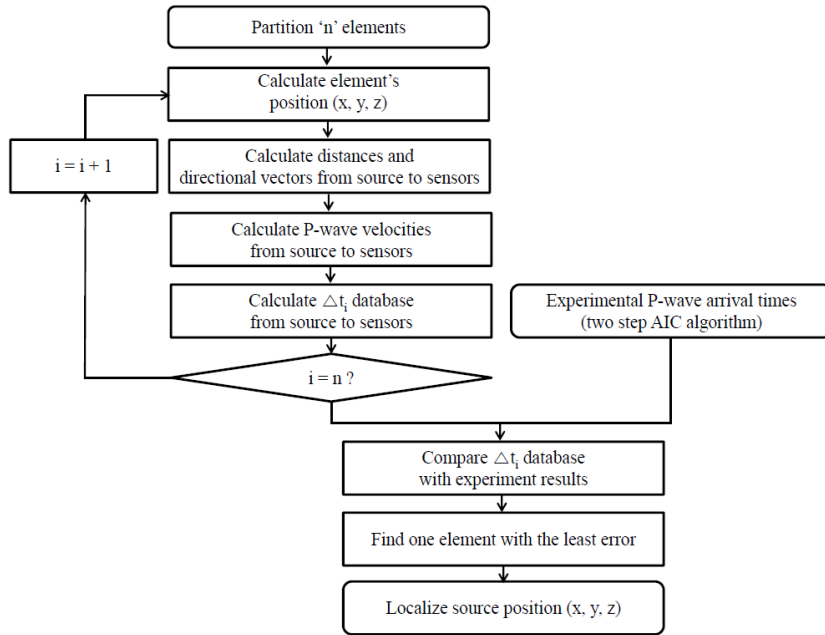 Partition ‘n’ elements
Calculate element’s
position (x, y, z)
i = i + 1
Calculate distances and
directional vectors from source to sensors
Calculate P-wave velocities
from source to sensors
Calculate △tᵢ database
from source to sensors
Experimental P-wave arrival times
(two step AIC algorithm)
i = n ?
Compare △tᵢ database
with experiment results
Find one element with the least error
Localize source position (x, y, z)